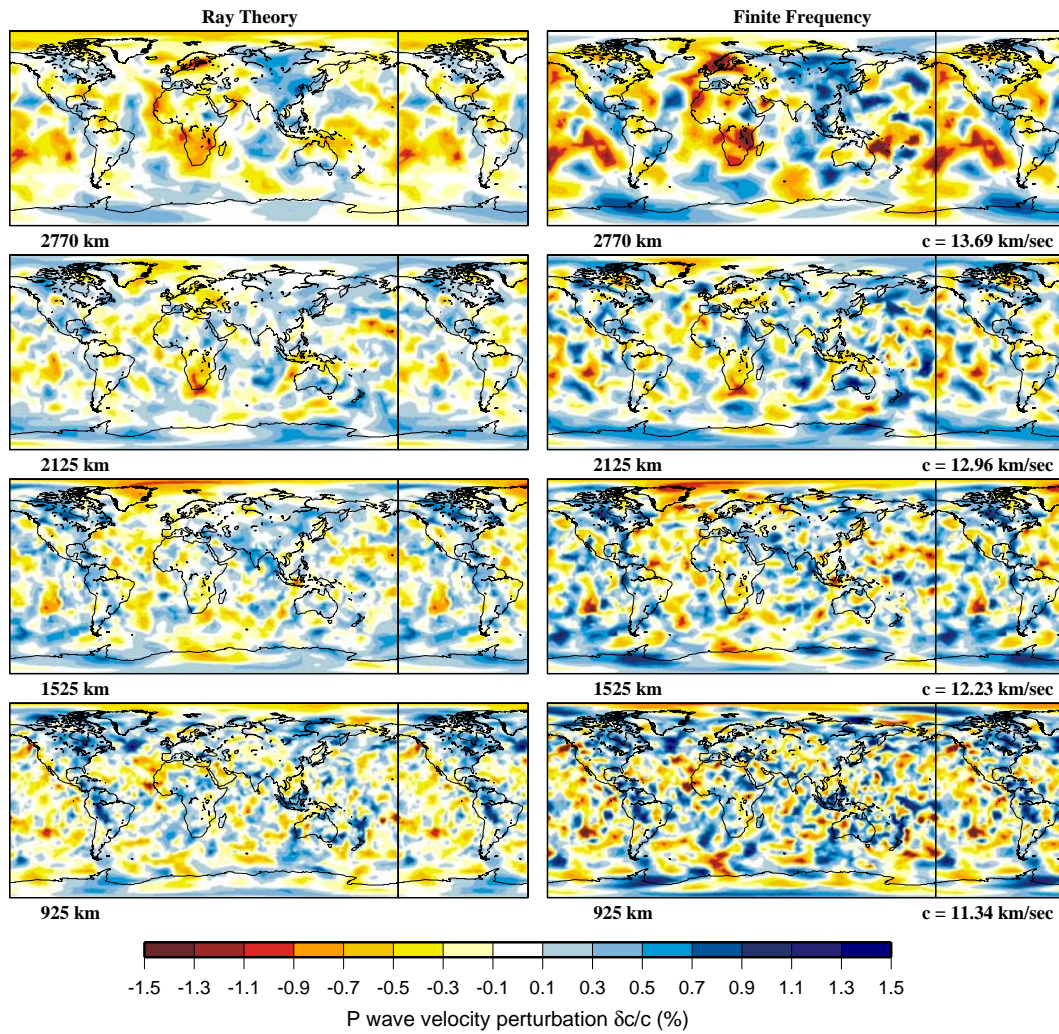 Ray Theory Finite Frequency
2770 km 2770 km c = 13.69 km/sec
2125 km 2125 km c = 12.96 km/sec
1525 km 1525 km c = 12.23 km/sec
925 km 925 km c = 11.34 km/sec
-1.5 -1.3 -1.1 -0.9 -0.7 -0.5 -0.3 -0.1 0.1 0.3 0.5 0.7 0.9 1.1 1.3 1.5
P wave velocity perturbation δc/c (%)